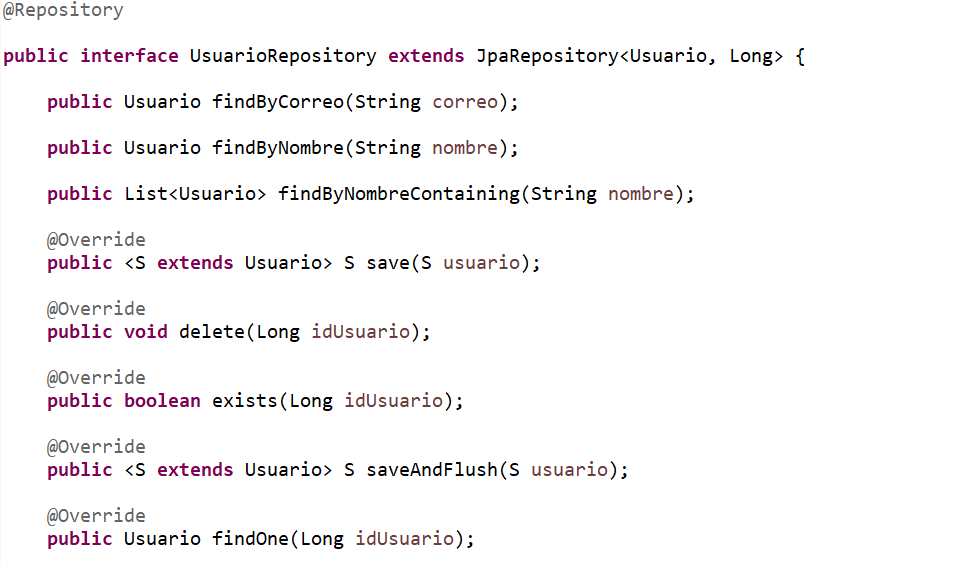 @Repository
public interface UsuarioRepository extends JpaRepository<Usuario, Long> {
public Usuario findByCorreo(String correo);
public Usuario findByNombre(String nombre);
public List<Usuario> findByNombreContaining(String nombre);
@Override
public <S extends Usuario> S save(S usuario);
@Override
public void delete(Long idUsuario);
@Override
public boolean exists(Long idUsuario);
@Override
public <S extends Usuario> S saveAndFlush(S usuario);
@Override
public Usuario findOne(Long idUsuario);